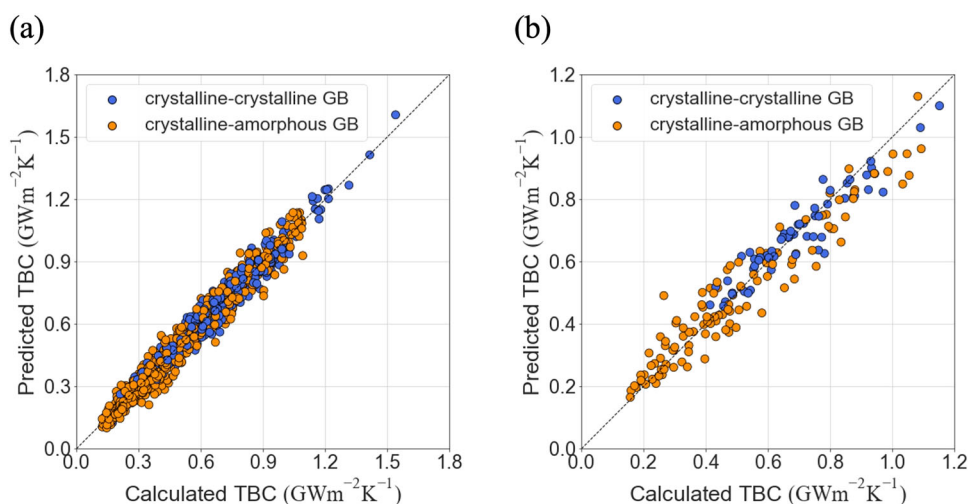 (a)
1.8
1.5
1.2
0.9
0.6
0.3
0.0
Predicted TBC (GWm⁻²K⁻¹)
crystalline-crystalline GB
crystalline-amorphous GB
0.0 0.3 0.6 0.9 1.2 1.5 1.8
Calculated TBC (GWm⁻²K⁻¹)
(b)
1.2
1.0
0.8
0.6
0.4
0.2
0.0
Predicted TBC (GWm⁻²K⁻¹)
crystalline-crystalline GB
crystalline-amorphous GB
0.0 0.2 0.4 0.6 0.8 1.0 1.2
Calculated TBC (GWm⁻²K⁻¹)